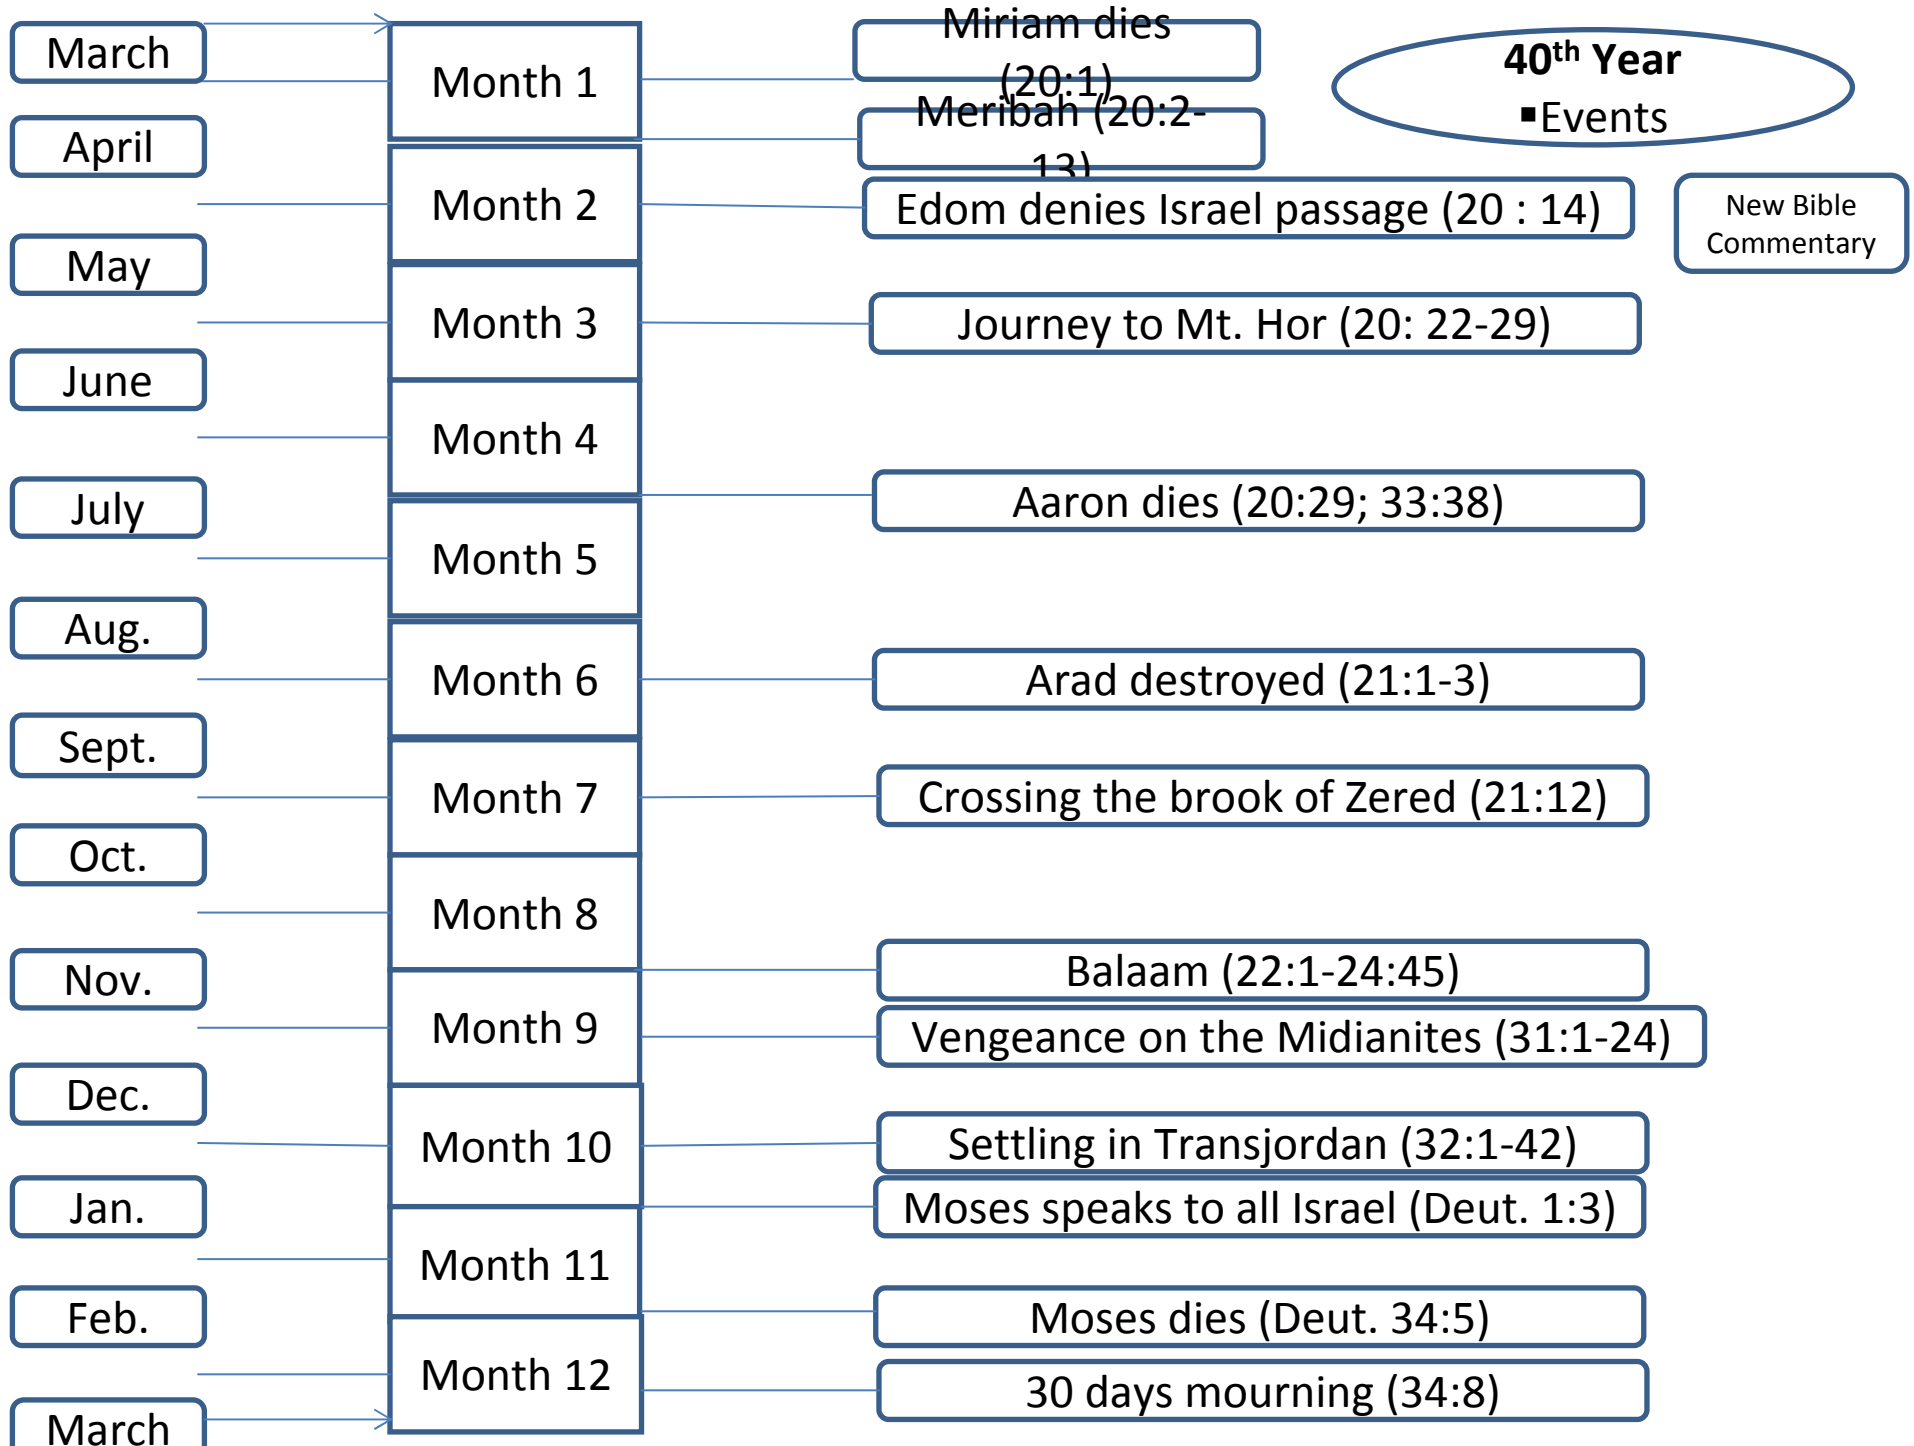 March
April
May
June
July
Aug.
Sept.
Oct.
Nov.
Dec.
Jan.
Feb.
March
Month 1
Month 2
Month 3
Month 4
Month 5
Month 6
Month 7
Month 8
Month 9
Month 10
Month 11
Month 12
Miriam dies
(20:1)
Meribah (20:2-
13)
Edom denies Israel passage (20 : 14)
Journey to Mt. Hor (20: 22-29)
Aaron dies (20:29; 33:38)
Arad destroyed (21:1-3)
Crossing the brook of Zered (21:12)
Balaam (22:1-24:45)
Vengeance on the Midianites (31:1-24)
Settling in Transjordan (32:1-42)
Moses speaks to all Israel (Deut. 1:3)
Moses dies (Deut. 34:5)
30 days mourning (34:8)
40th Year
▪Events
New Bible
Commentary